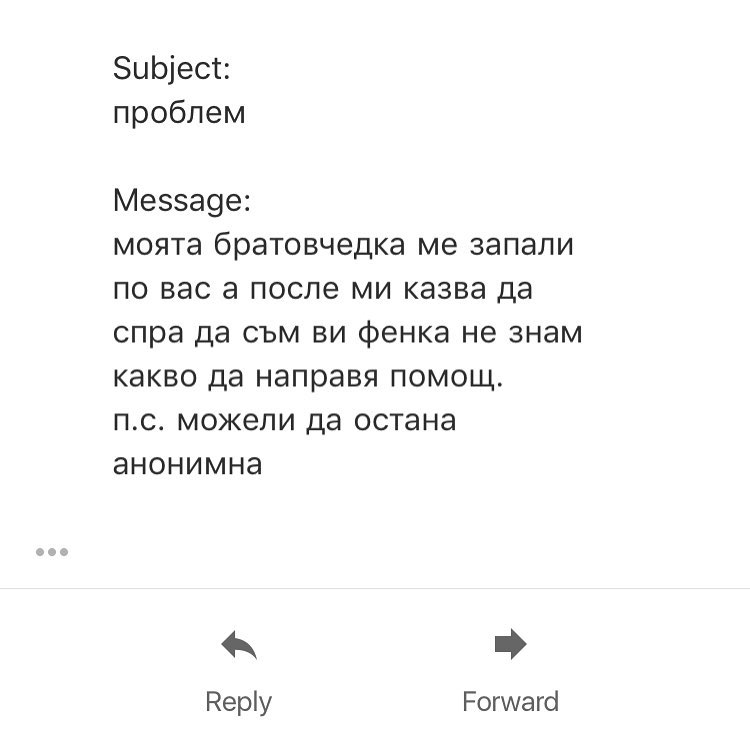 Subject:
проблем
Message:
моята братовчедка ме запали
по вас а после ми казва да
спра да съм ви фенка не знам
какво да направя помощ.
п.с. можели да остана
анонимна
Reply
Forward